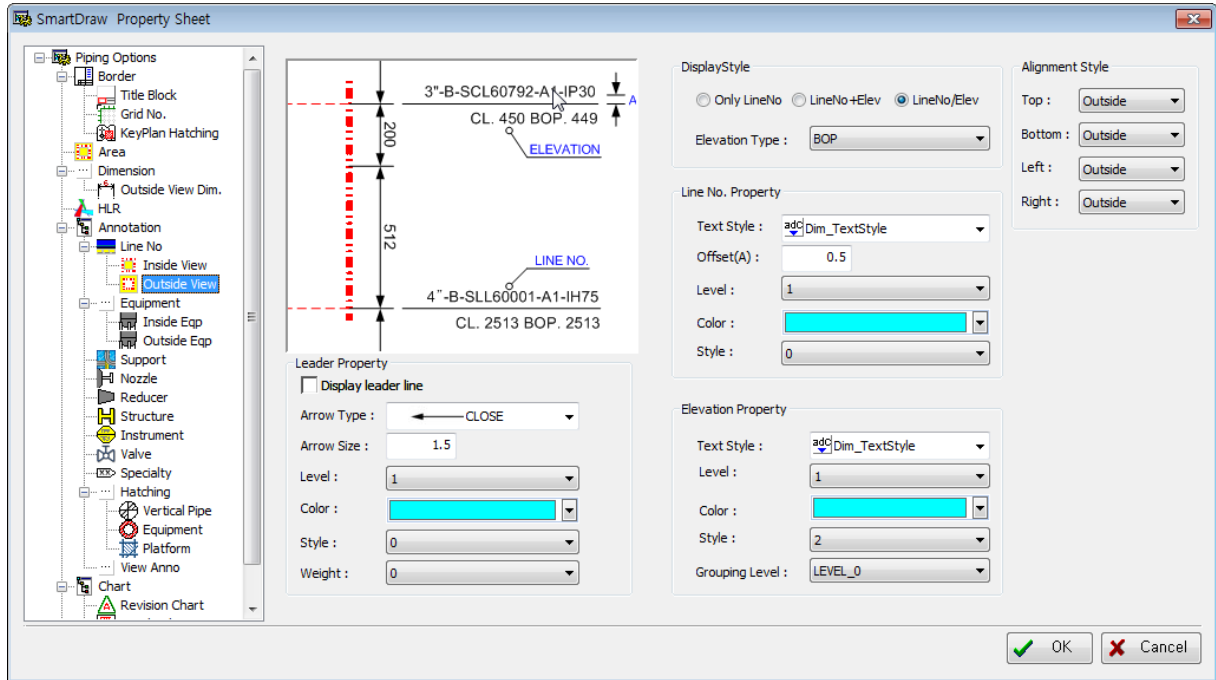 SmartDraw Property Sheet
Piping Options
Border
Title Block
Grid No.
KeyPlan Hatching
Area
Dimension
Outside View Dim.
HLR
Annotation
Line No
Inside View
Outside View
Equipment
Inside Eqp
Outside Eqp
Support
Nozzle
Reducer
Structure
Instrument
Valve
Specialty
Hatching
Vertical Pipe
Equipment
Platform
View Anno
Chart
Revision Chart
3"-B-SCL60792-A1-IP30
A
CL. 450 BOP. 449
200
ELEVATION
512
LINE NO.
4"-B-SLL60001-A1-IH75
CL. 2513 BOP. 2513
Leader Property
Display leader line
Arrow Type : CLOSE
Arrow Size : 1.5
Level : 1
Color :
Style : 0
Weight : 0
DisplayStyle
Only LineNo LineNo+Elev LineNo/Elev
Elevation Type : BOP
Line No. Property
Text Style : adc Dim_TextStyle
Offset(A) : 0.5
Level : 1
Color :
Style : 0
Elevation Property
Text Style : adc Dim_TextStyle
Level : 1
Color :
Style : 2
Grouping Level : LEVEL_0
Alignment Style
Top : Outside
Bottom : Outside
Left : Outside
Right : Outside
OK Cancel